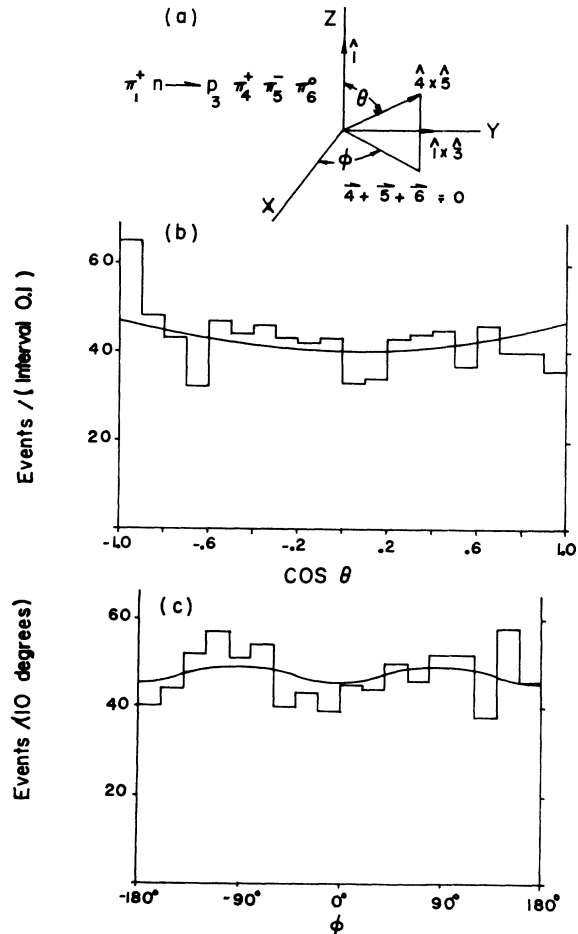 (a)
Z
1̂
π₁⁺ n → p₃ π₄⁺ π₅⁻ π₆⁰
θ
4̂ x 5̂
Y
1̂ x 3̂
ϕ
X
4⃗ + 5⃗ + 6⃗ = 0
(b)
Events / (Interval 0.1)
60
40
20
-1.0 -.6 -.2 .2 .6 1.0
COS θ
(c)
Events /(10 degrees)
60
40
20
-180° -90° 0° 90° 180°
ϕ